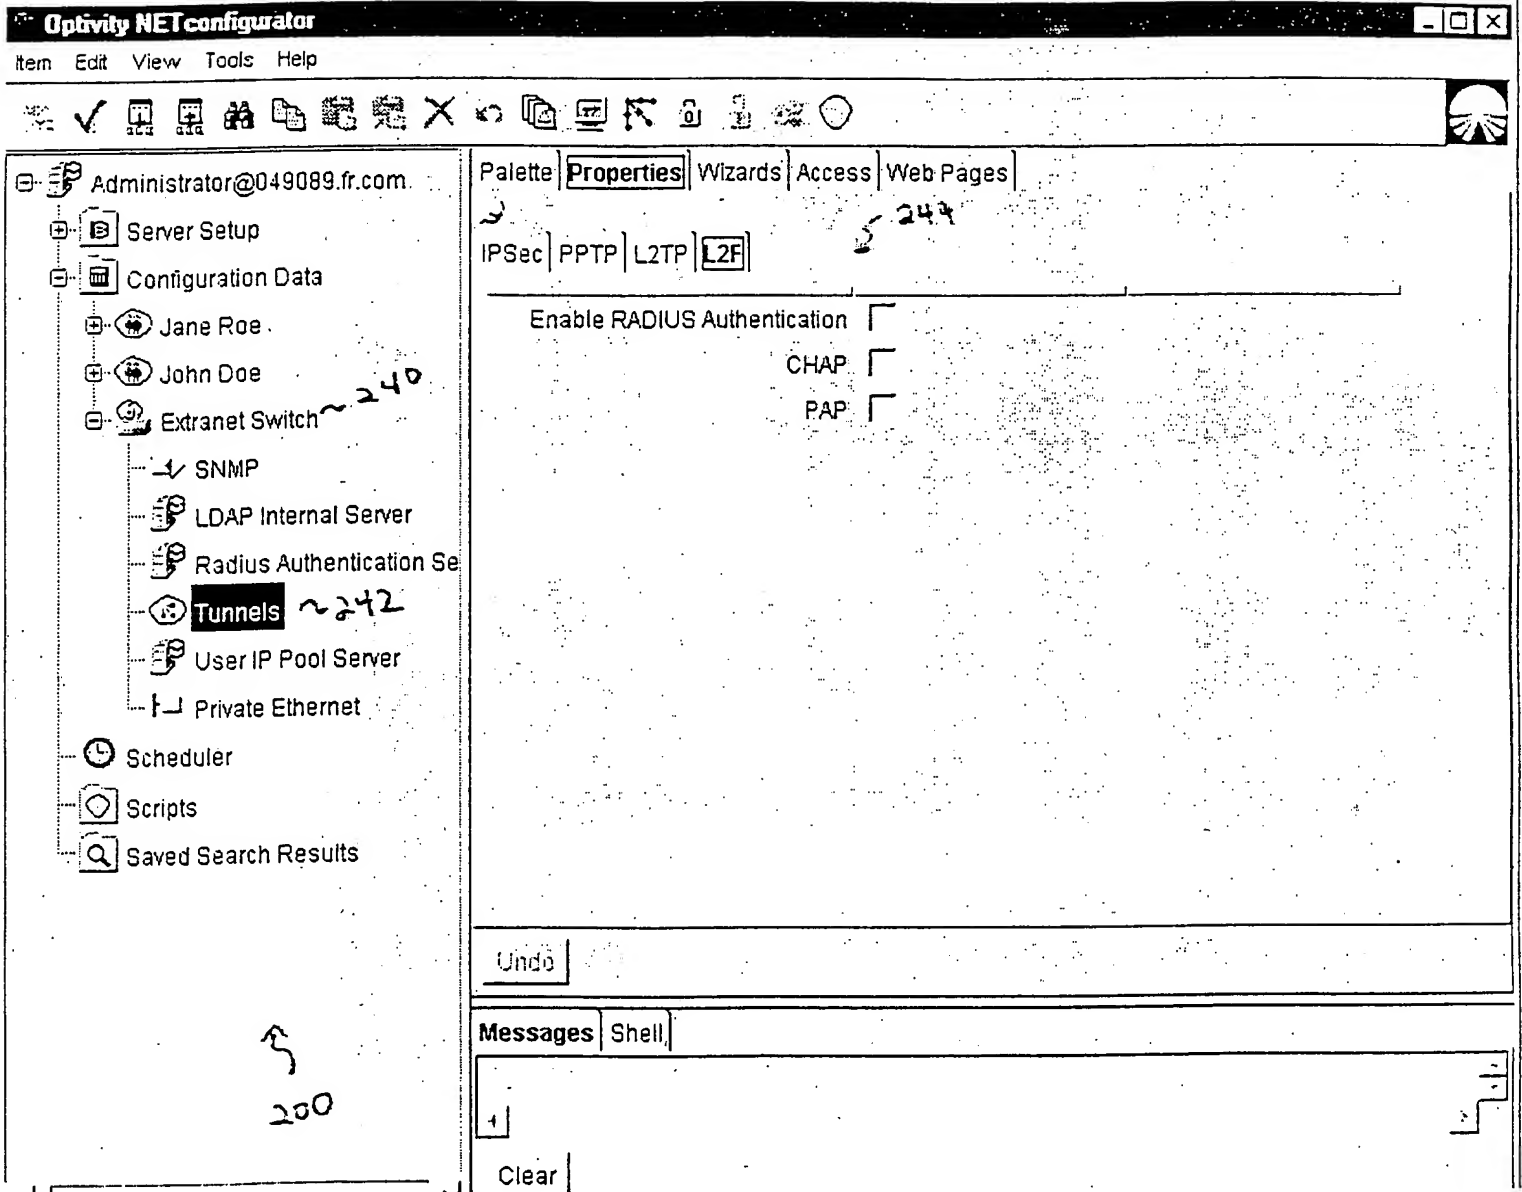 Optivity NETconfigurator
Item Edit View Tools Help
Administrator@049089.fr.com
Server Setup
Configuration Data
Jane Roe
John Doe
Extranet Switch ~ 240
SNMP
LDAP Internal Server
Radius Authentication Se
Tunnels ~ 242
User IP Pool Server
Private Ethernet
Scheduler
Scripts
Saved Search Results
200
Palette Properties Wizards Access Web Pages
244
IPSec PPTP L2TP L2F
Enable RADIUS Authentication
CHAP
PAP
Undo
Messages Shell
Clear